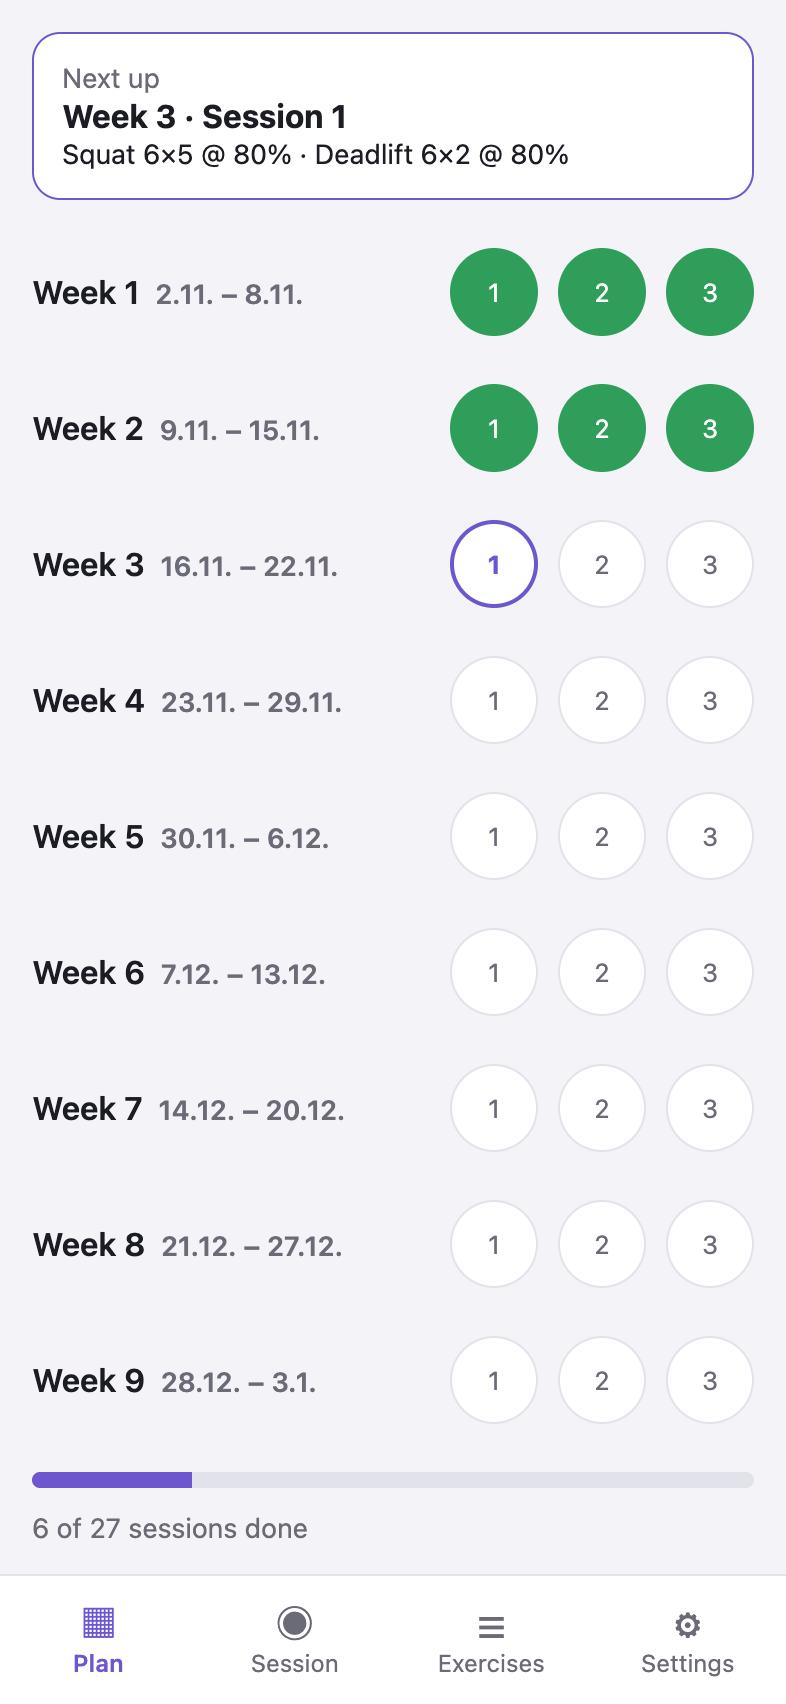 Next up
Week 3 · Session 1
Squat 6×5 @ 80% · Deadlift 6×2 @ 80%
Week 1 2.11. – 8.11. 1 2 3
Week 2 9.11. – 15.11. 1 2 3
Week 3 16.11. – 22.11. 1 2 3
Week 4 23.11. – 29.11. 1 2 3
Week 5 30.11. – 6.12. 1 2 3
Week 6 7.12. – 13.12. 1 2 3
Week 7 14.12. – 20.12. 1 2 3
Week 8 21.12. – 27.12. 1 2 3
Week 9 28.12. – 3.1. 1 2 3
6 of 27 sessions done
Plan Session Exercises Settings